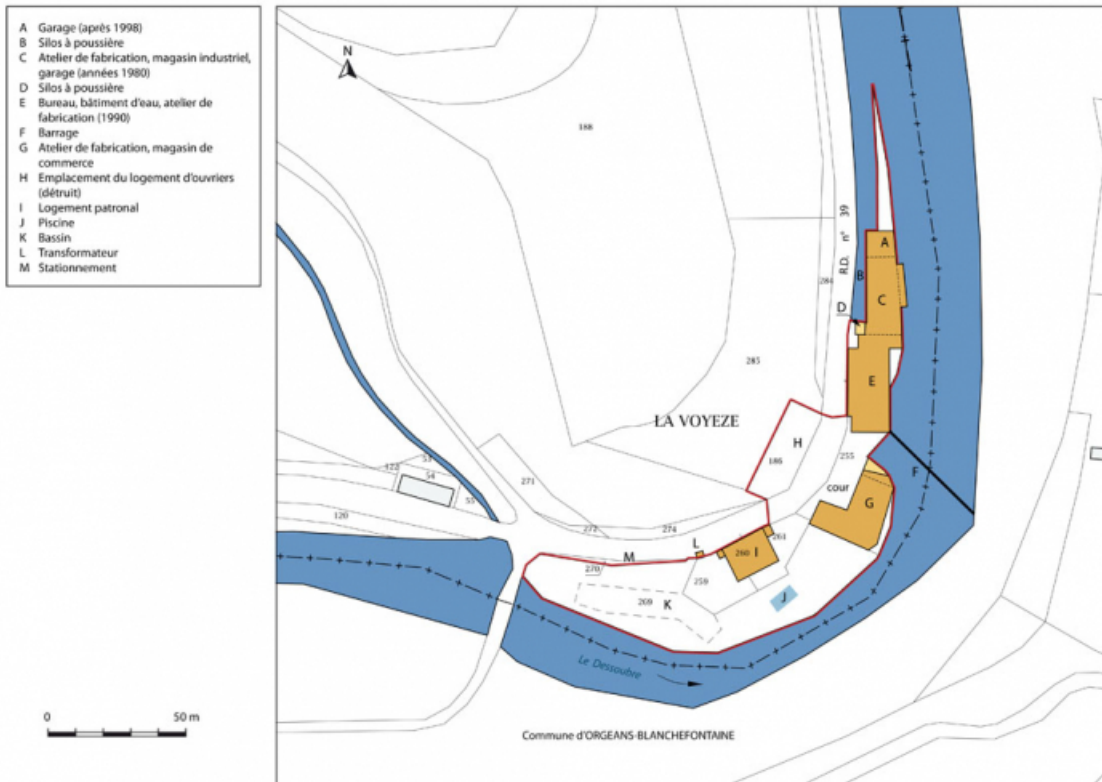 A Garage (après 1998)
B Silos à poussière
C Atelier de fabrication, magasin industriel,
garage (années 1980)
D Silos à poussière
E Bureau, bâtiment d'eau, atelier de
fabrication (1990)
F Barrage
G Atelier de fabrication, magasin de
commerce
H Emplacement du logement d'ouvriers
(détruit)
I Logement patronal
J Piscine
K Bassin
L Transformateur
M Stationnement
N
188
R.D. n° 39
A
284
B
C
D
285
E
LA VOYEZE
H
186
255
F
cour
G
53
122
54
55
271
120
272
274
261
L
M
260
I
270
259
269
K
J
Le Dessoubre
0 50 m
Commune d'ORGEANS-BLANCHEFONTAINE